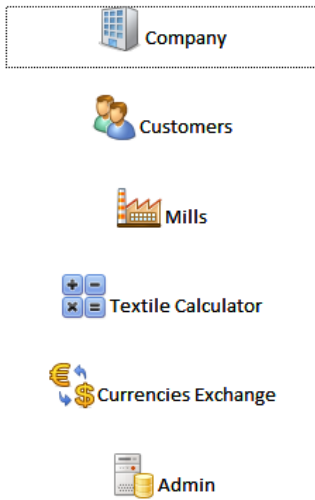 Company
Customers
Mills
Textile Calculator
Currencies Exchange
Admin